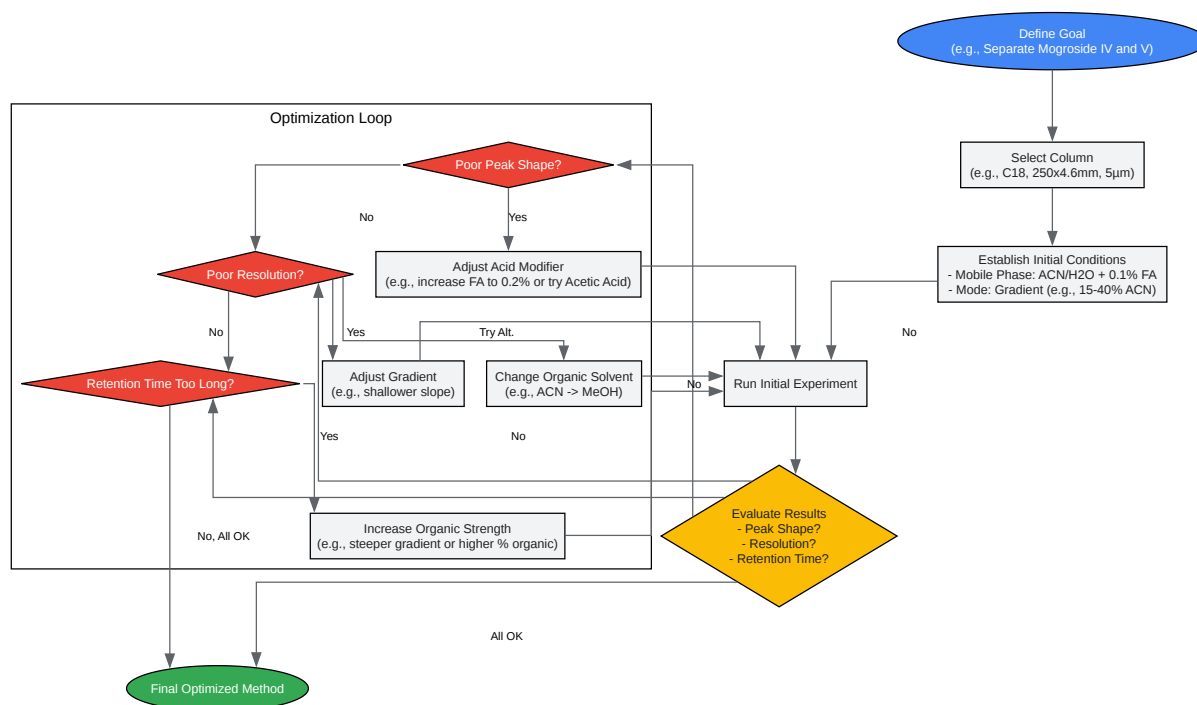 Define Goal
(e.g., Separate Mogroside IV and V)
Optimization Loop
Poor Peak Shape?
Select Column
(e.g., C18, 250x4.6mm, 5µm)
No
Yes
Poor Resolution?
Adjust Acid Modifier
(e.g., increase FA to 0.2% or try Acetic Acid)
Establish Initial Conditions
- Mobile Phase: ACN/H2O + 0.1% FA
- Mode: Gradient (e.g., 15-40% ACN)
No
Yes
Try Alt.
No
Retention Time Too Long?
Adjust Gradient
(e.g., shallower slope)
Change Organic Solvent
(e.g., ACN -> MeOH)
No
Run Initial Experiment
Yes
No
Increase Organic Strength
(e.g., steeper gradient or higher % organic)
Evaluate Results
- Peak Shape?
- Resolution?
- Retention Time?
No, All OK
All OK
Final Optimized Method